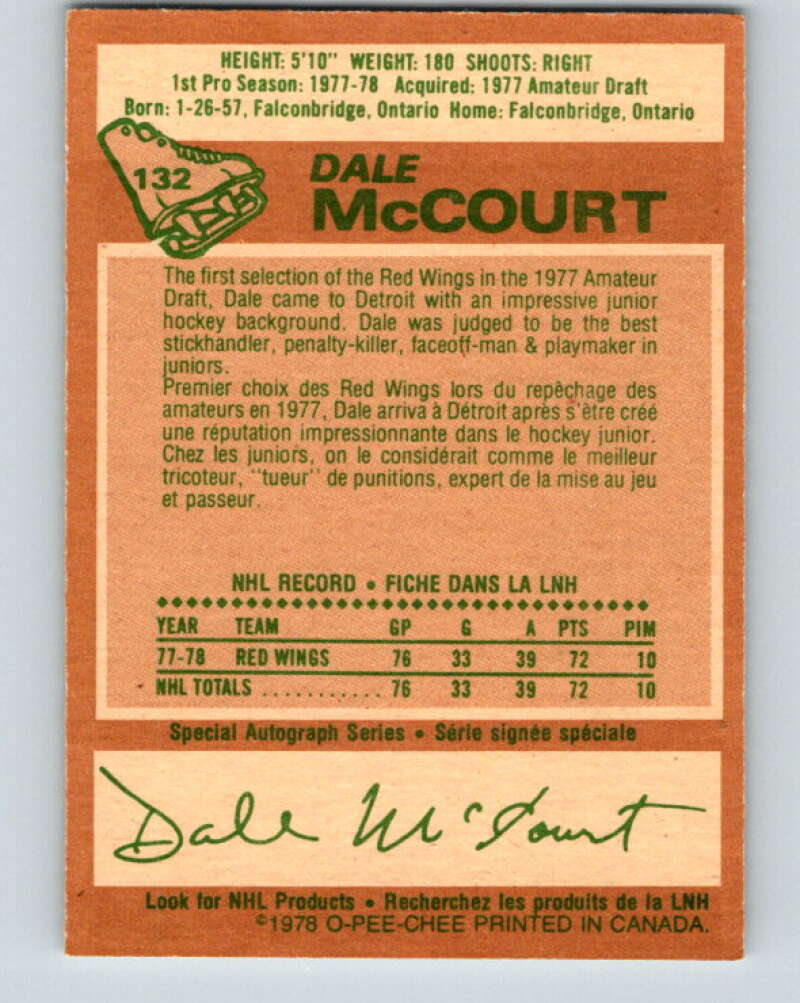 HEIGHT: 5'10" WEIGHT: 180 SHOOTS: RIGHT
1st Pro Season: 1977-78 Acquired: 1977 Amateur Draft
Born: 1-26-57, Falconbridge, Ontario Home: Falconbridge, Ontario
132
DALE
McCOURT
The first selection of the Red Wings in the 1977 Amateur
Draft, Dale came to Detroit with an impressive junior
hockey background. Dale was judged to be the best
stickhandler, penalty-killer, faceoff-man & playmaker in
juniors.
Premier choix des Red Wings lors du repêchage des
amateurs en 1977, Dale arriva à Détroit après s'être créé
une réputation impressionnante dans le hockey junior.
Chez les juniors, on le considérait comme le meilleur
tricoteur, "tueur" de punitions, expert de la mise au jeu
et passeur.
NHL RECORD • FICHE DANS LA LNH
YEAR TEAM GP G A PTS PIM
77-78 RED WINGS 76 33 39 72 10
NHL TOTALS ........... 76 33 39 72 10
Special Autograph Series • Série signée spéciale
Dale McCourt
Look for NHL Products • Recherchez les produits de la LNH
©1978 O-PEE-CHEE PRINTED IN CANADA.